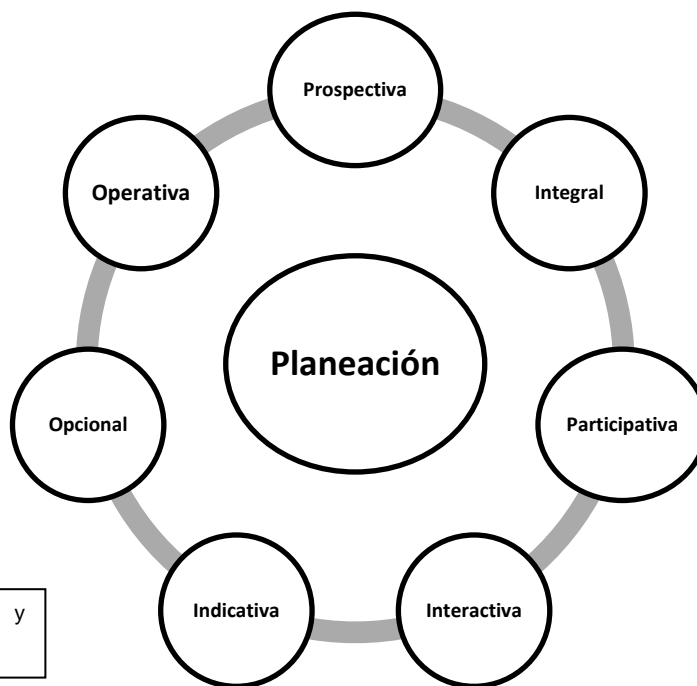 Prospectiva
Operativa
Integral
Planeación
Opcional
Participativa
Indicativa
Interactiva
y